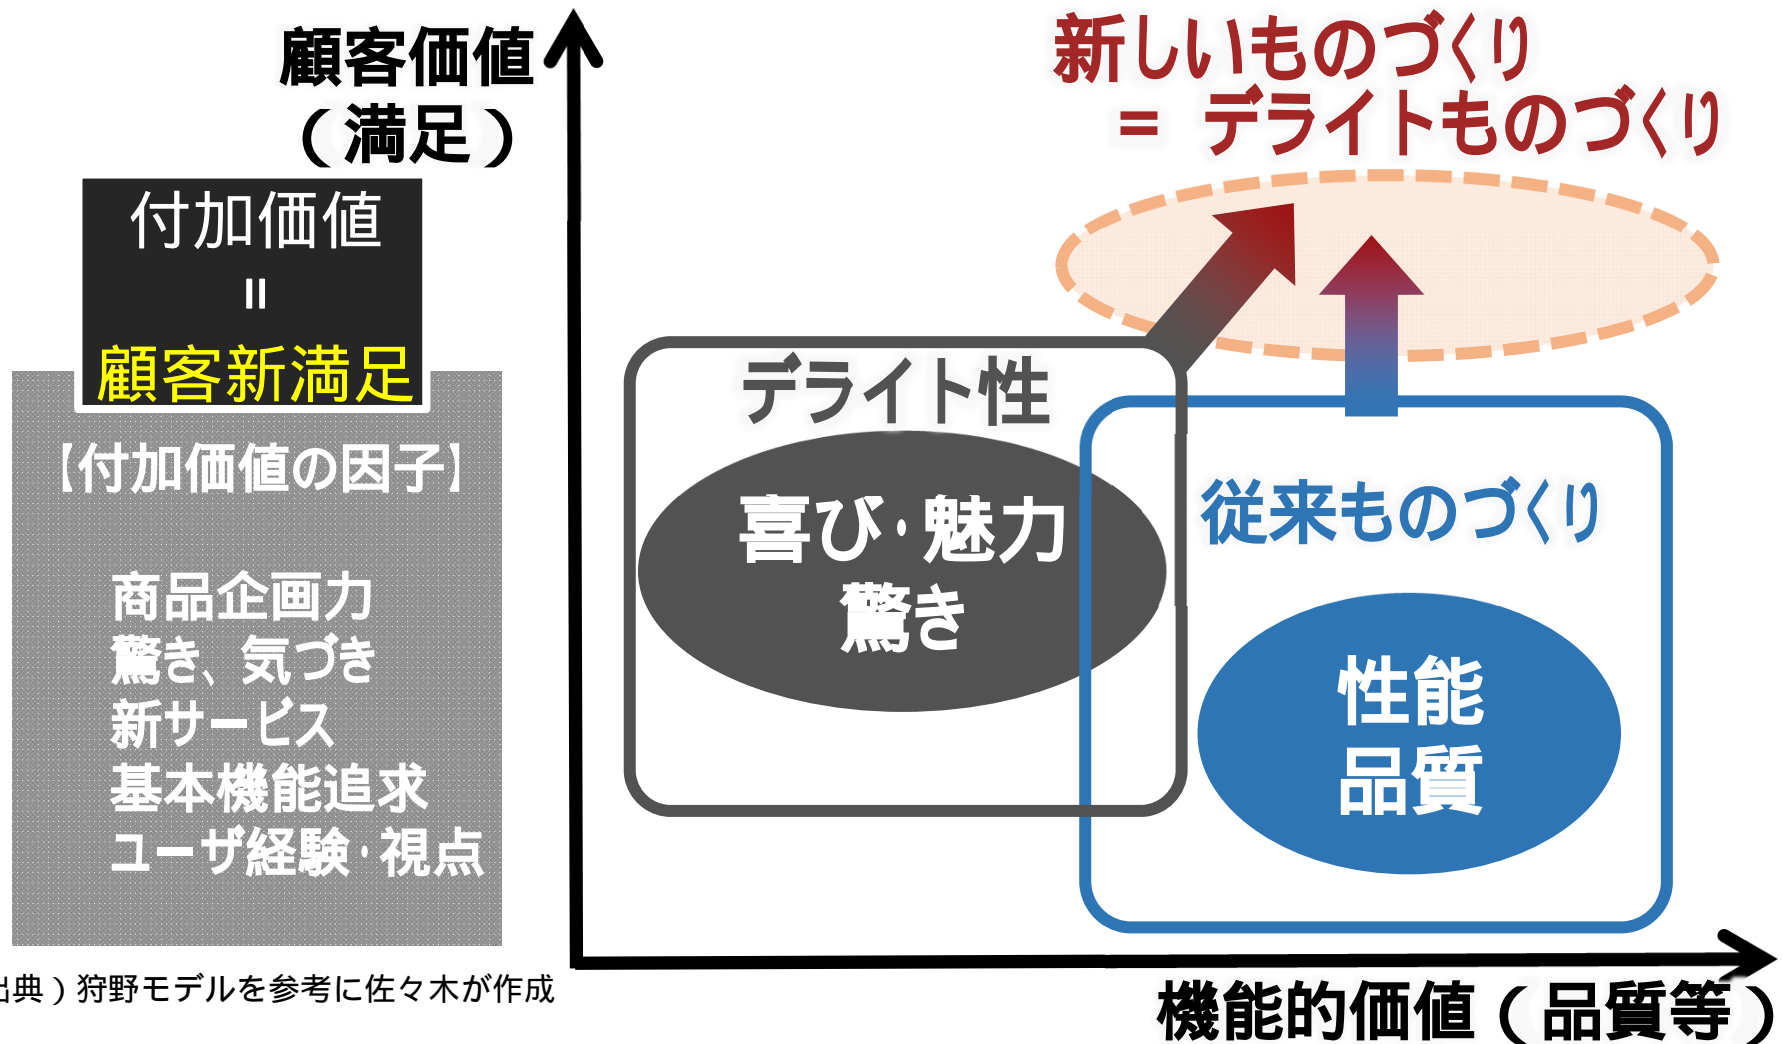 顧客価値
（満足）
付加価値
＝
顧客新満足
【付加価値の因子】
商品企画力
驚き、気づき
新サービス
基本機能追求
ユーザ経験・視点
出典）狩野モデルを参考に佐々木が作成
新しいものづくり
＝ デライトものづくり
デライト性
喜び・魅力
驚き
従来ものづくり
性能
品質
機能的価値（品質等）